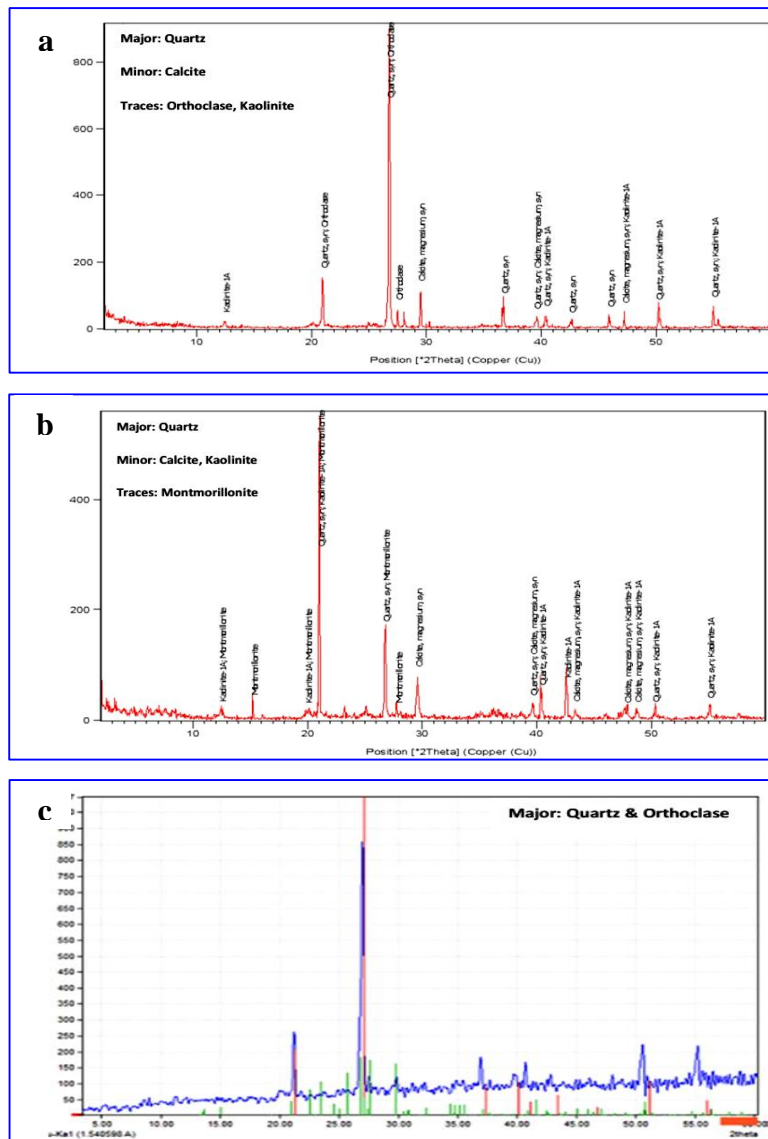 a
Major: Quartz
Minor: Calcite
Traces: Orthoclase, Kaolinite
800
600
400
200
0
Kaolinite-1A
Quartz, syn; Orthoclase
Quartz, syn; Orthoclase
Orthoclase
Calcite, magnesium, syn
Quartz, syn
Quartz, syn; Calcite, magnesium, syn
Quartz, syn; Kaolinite-1A
Quartz, syn
Quartz, syn
Calcite, magnesium, syn; Kaolinite-1A
Quartz, syn; Kaolinite-1A
Quartz, syn; Kaolinite-1A
10 20 30 40 50
Position [*2Theta] (Copper (Cu))
b
Major: Quartz
Minor: Calcite, Kaolinite
Traces: Montmorillonite
400
200
0
Kaolinite-1A; Montmorillonite
Montmorillonite
Kaolinite-1A; Montmorillonite
Quartz, syn; Kaolinite-1A; Montmorillonite
Quartz, syn; Montmorillonite
Montmorillonite
Calcite, magnesium, syn
Quartz, syn; Calcite, magnesium, syn
Quartz, syn; Kaolinite-1A
Kaolinite-1A
Calcite, magnesium, syn; Kaolinite-1A
Calcite, magnesium, syn; Kaolinite-1A
Calcite, magnesium, syn; Kaolinite-1A
Quartz, syn; Kaolinite-1A
Quartz, syn; Kaolinite-1A
10 20 30 40 50
Position [*2Theta] (Copper (Cu))
c
Major: Quartz & Orthoclase
850
800
750
700
650
600
550
500
450
400
350
300
250
200
150
100
50
5.00 10.00 15.00 20.00 25.00 30.00 35.00 40.00 45.00 50.00 55.00
2theta